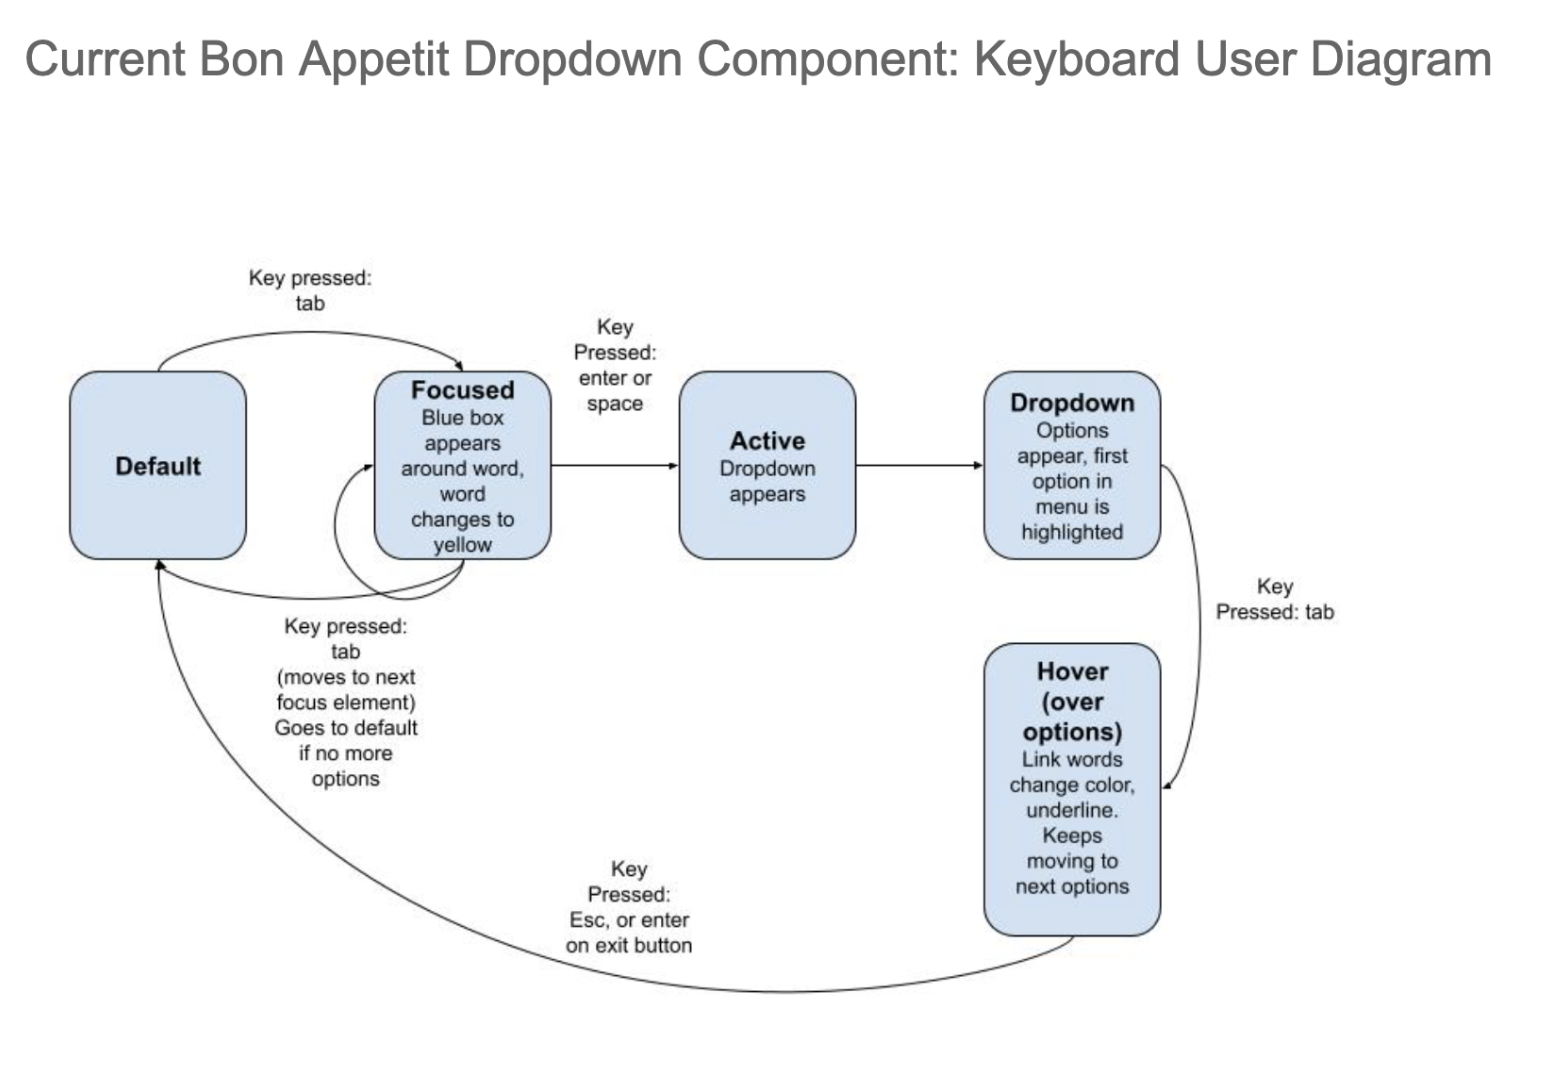 Current Bon Appetit Dropdown Component: Keyboard User Diagram
Key pressed:
tab
Key
Pressed:
enter or
space
Default
Focused
Blue box
appears
around word,
word
changes to
yellow
Active
Dropdown
appears
Dropdown
Options
appear, first
option in
menu is
highlighted
Key
Pressed: tab
Key pressed:
tab
(moves to next
focus element)
Goes to default
if no more
options
Hover
(over
options)
Link words
change color,
underline.
Keeps
moving to
next options
Key
Pressed:
Esc, or enter
on exit button